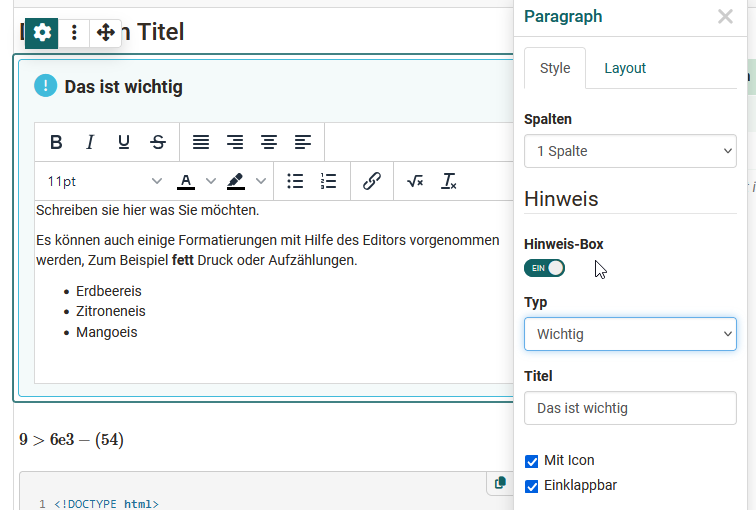 n Titel
! Das ist wichtig
B I U S
11pt A √x Tx
Schreiben sie hier was Sie möchten.
Es können auch einige Formatierungen mit Hilfe des Editors vorgenommen
werden, Zum Beispiel fett Druck oder Aufzählungen.
• Erdbeereis
• Zitroneneis
• Mangoeis
9 > 6e3 − (54)
1 <!DOCTYPE html>
Paragraph
Style Layout
Spalten
1 Spalte
Hinweis
Hinweis-Box
EIN
Typ
Wichtig
Titel
Das ist wichtig
Mit Icon
Einklappbar